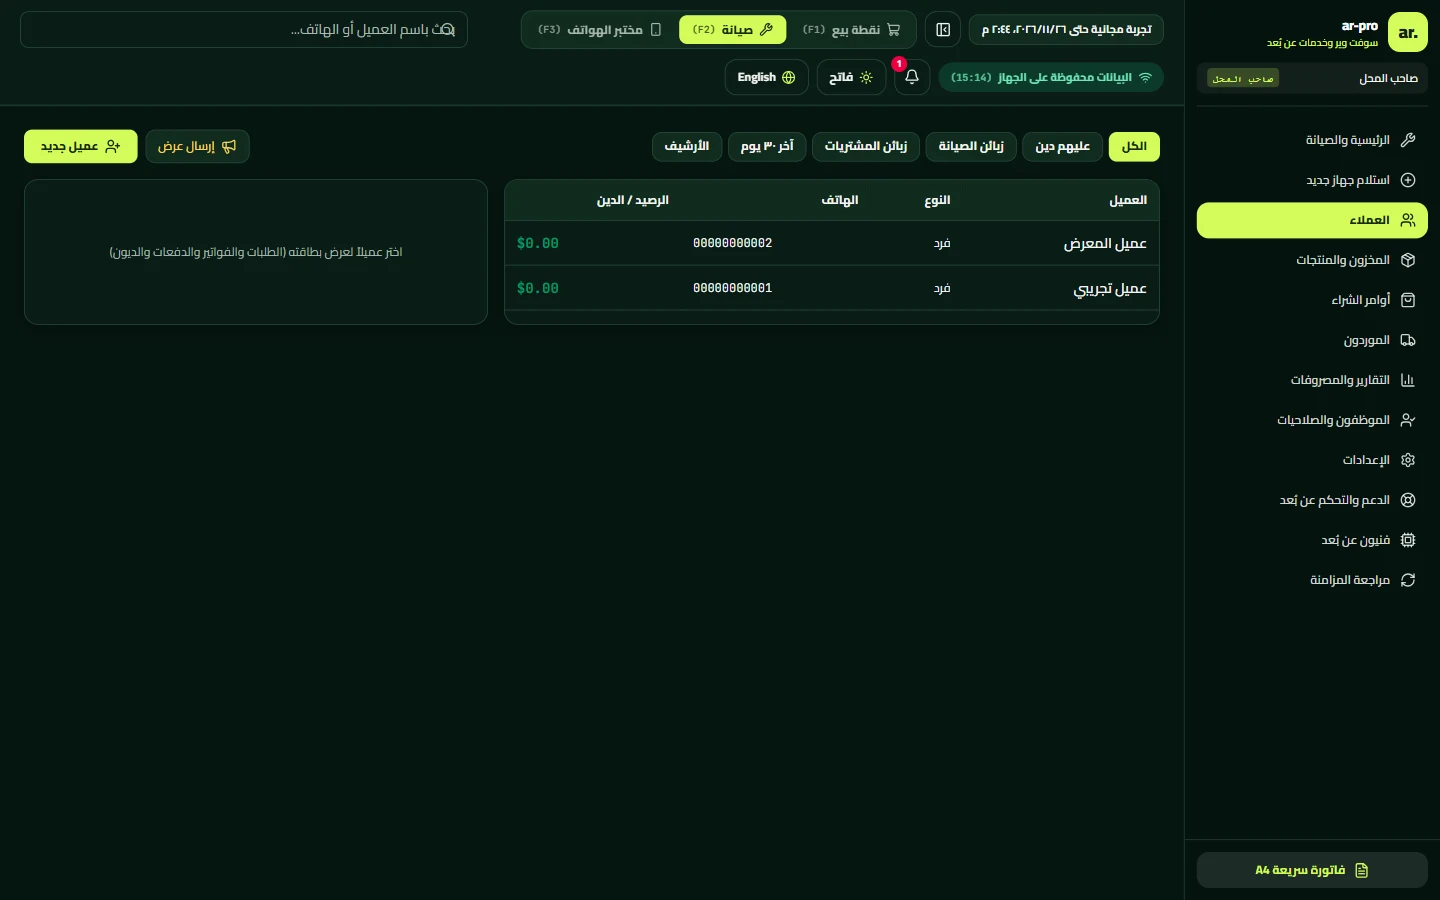 ar.
ar-pro
سوفت وير وخدمات عن بُعد
صاحب المحل
صاحب المحل
الرئيسية والصيانة
استلام جهاز جديد
العملاء
المخزون والمنتجات
أوامر الشراء
الموردون
التقارير والمصروفات
الموظفون والصلاحيات
الإعدادات
الدعم والتحكم عن بُعد
فنيون عن بُعد
مراجعة المزامنة
فاتورة سريعة A4
تجربة مجانية حتى ٢٠٢٦/١١/٢٦، ٢:٤٤ م
نقطة بيع (F1)
صيانة (F2)
مختبر الهواتف (F3)
باسم العميل أو الهاتف...
البيانات محفوظة على الجهاز (15:14)
1
فاتح
English
الكل
عليهم دين
زبائن الصيانة
زبائن المشتريات
آخر ٣٠ يوم
الأرشيف
إرسال عرض
عميل جديد
العميل النوع الهاتف الرصيد / الدين
عميل المعرض فرد 00000000002 $0.00
عميل تجريبي فرد 00000000001 $0.00
اختر عميلاً لعرض بطاقته (الطلبات والفواتير والدفعات والديون)